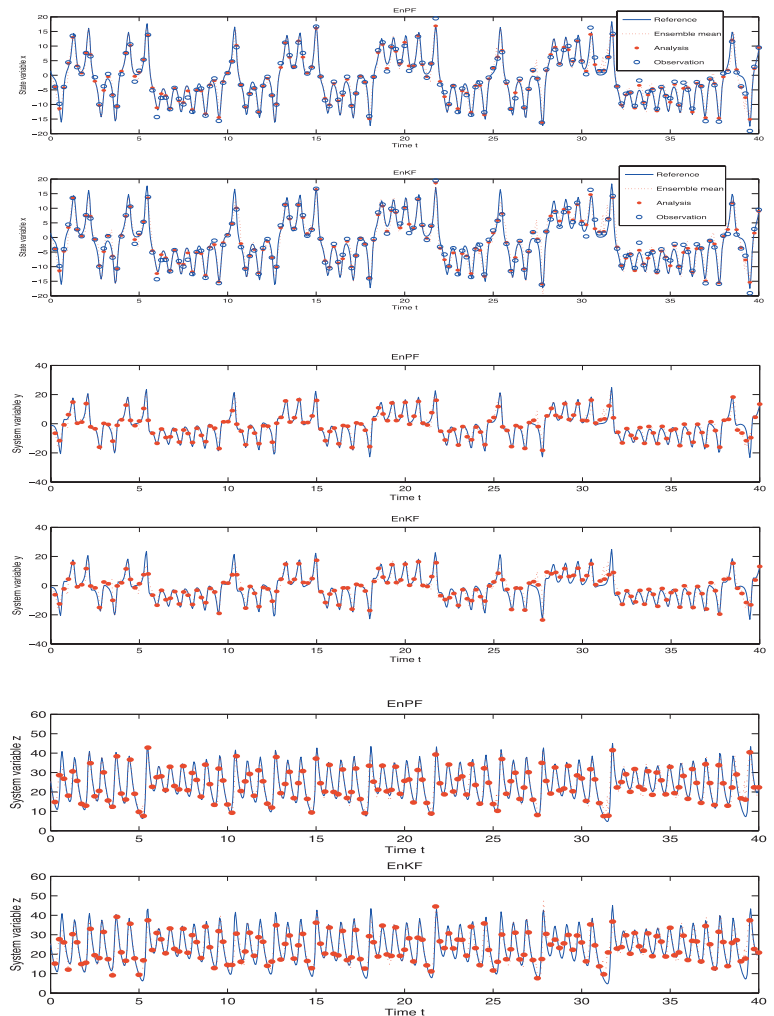 EnPF
State variable x
20
15
10
5
0
−5
−10
−15
−20
0 5 10 15 20 25 30 35 40
Time t
Reference
Ensemble mean
Analysis
Observation
EnKF
State variable x
20
15
10
5
0
−5
−10
−15
−20
0 5 10 15 20 25 30 35 40
Time t
Reference
Ensemble mean
Analysis
Observation
EnPF
System variable y
40
20
0
−20
−40
0 5 10 15 20 25 30 35 40
Time t
EnKF
System variable y
40
20
0
−20
−40
0 5 10 15 20 25 30 35 40
Time t
EnPF
System variable z
60
50
40
30
20
10
0
0 5 10 15 20 25 30 35 40
Time t
EnKF
System variable z
60
50
40
30
20
10
0
0 5 10 15 20 25 30 35 40
Time t